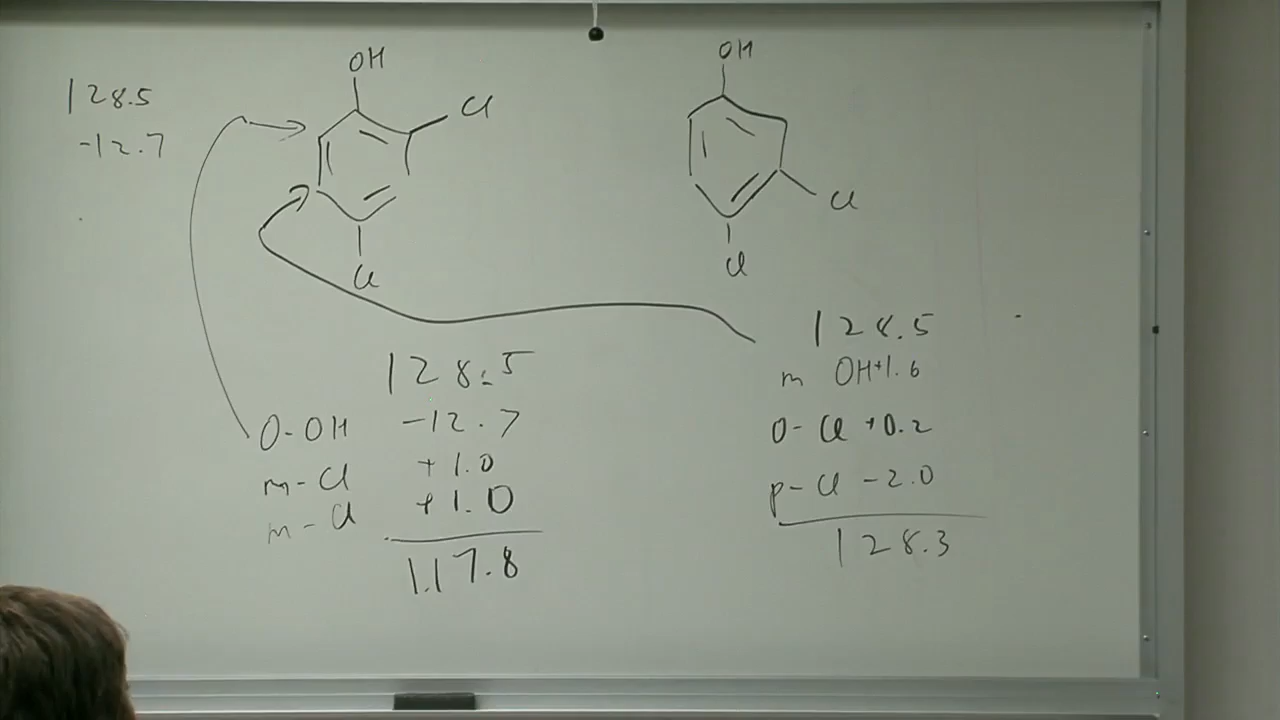 128.5
-12.7
OH
Cl
Cl
OH
Cl
Cl
128.5
O-OH -12.7
m-Cl +1.0
m-Cl +1.0
117.8
128.5
m OH+1.6
O-Cl +0.2
p-Cl -2.0
128.3